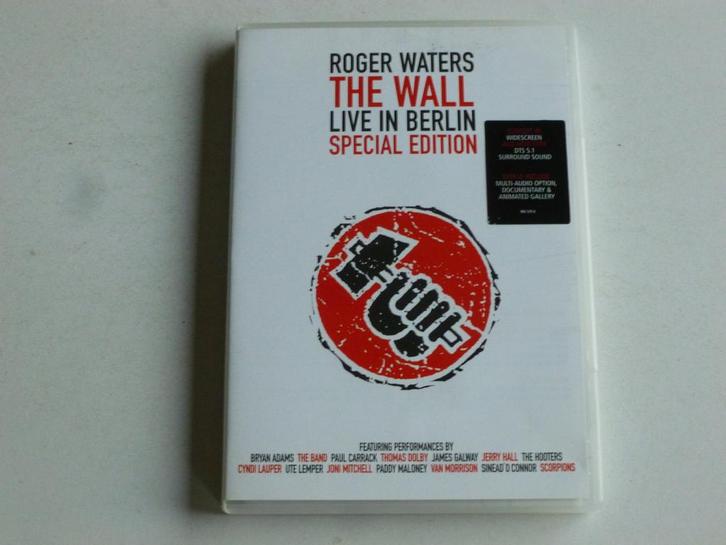 ROGER WATERS
THE WALL
LIVE IN BERLIN
SPECIAL EDITION
WIDESCREEN
DTS 5.1
SURROUND SOUND
MULTI-AUDIO OPTION,
DOCUMENTARY &
ANIMATED GALLERY
FEATURING PERFORMANCES BY
BRYAN ADAMS THE BAND PAUL CARRACK THOMAS DOLBY JAMES GALWAY JERRY HALL THE HOOTERS
CYNDI LAUPER UTE LEMPER JONI MITCHELL PADDY MALONEY VAN MORRISON SINEAD O CONNOR SCORPIONS